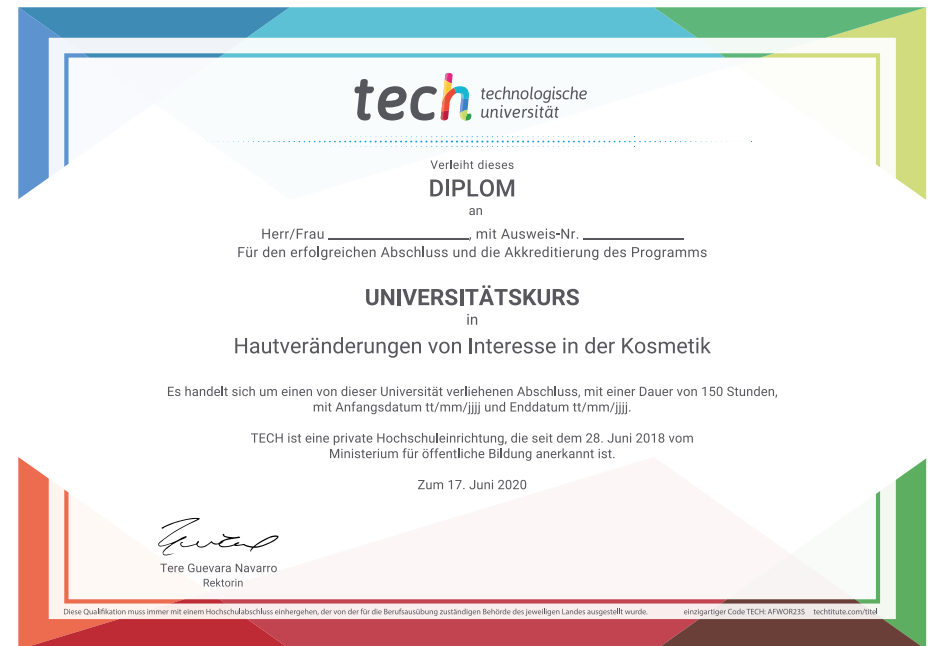 tech technologische
universität
Verleiht dieses
DIPLOM
an
Herr/Frau ____________________, mit Ausweis-Nr. ______________
Für den erfolgreichen Abschluss und die Akkreditierung des Programms
UNIVERSITÄTSKURS
in
Hautveränderungen von Interesse in der Kosmetik
Es handelt sich um einen von dieser Universität verliehenen Abschluss, mit einer Dauer von 150 Stunden,
mit Anfangsdatum tt/mm/jjjj und Enddatum tt/mm/jjjj.
TECH ist eine private Hochschuleinrichtung, die seit dem 28. Juni 2018 vom
Ministerium für öffentliche Bildung anerkannt ist.
Zum 17. Juni 2020
Tere Guevara Navarro
Rektorin
Diese Qualifikation muss immer mit einem Hochschulabschluss einhergehen, der von der für die Berufsausübung zuständigen Behörde des jeweiligen Landes ausgestellt wurde. einzigartiger Code TECH: AFWOR23S techtitute.com/titel